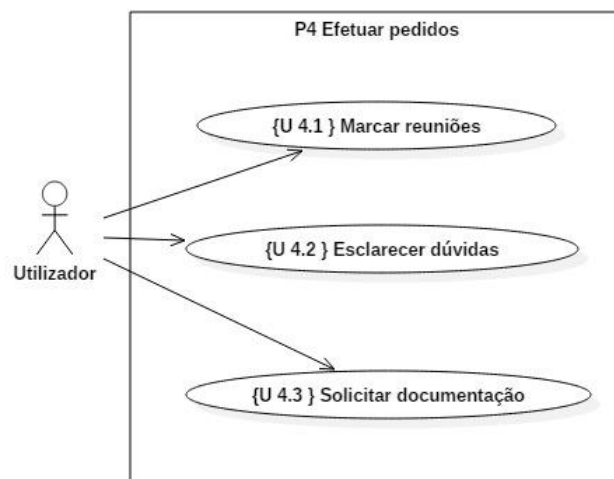 P4 Efetuar pedidos
{U 4.1 } Marcar reuniões
{U 4.2 } Esclarecer dúvidas
Utilizador
{U 4.3 } Solicitar documentação